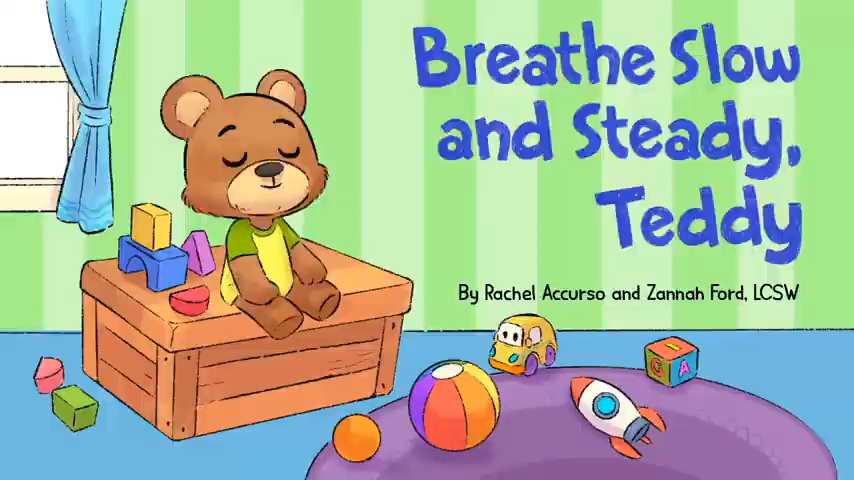 Breathe Slow
and Steady,
Teddy
By Rachel Accurso and Zannah Ford, LCSW
G A